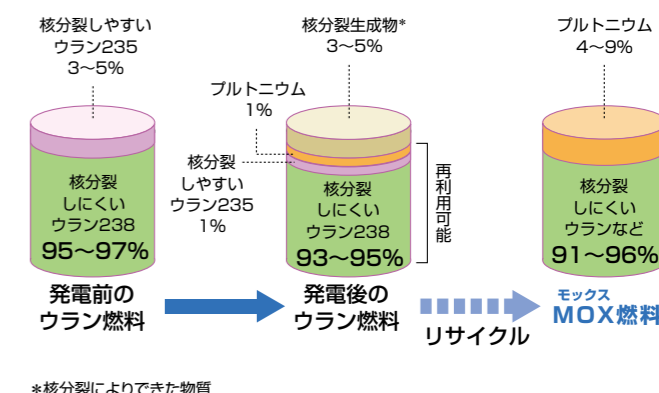 核分裂しやすい
ウラン235
3〜5%
核分裂
しにくい
ウラン238
95〜97%
発電前の
ウラン燃料
核分裂生成物*
3〜5%
プルトニウム
1%
核分裂
しやすい
ウラン235
1%
核分裂
しにくい
ウラン238
93〜95%
再利用可能
発電後の
ウラン燃料
リサイクル
プルトニウム
4〜9%
核分裂
しにくい
ウランなど
91〜96%
モックス
MOX燃料
*核分裂によりできた物質